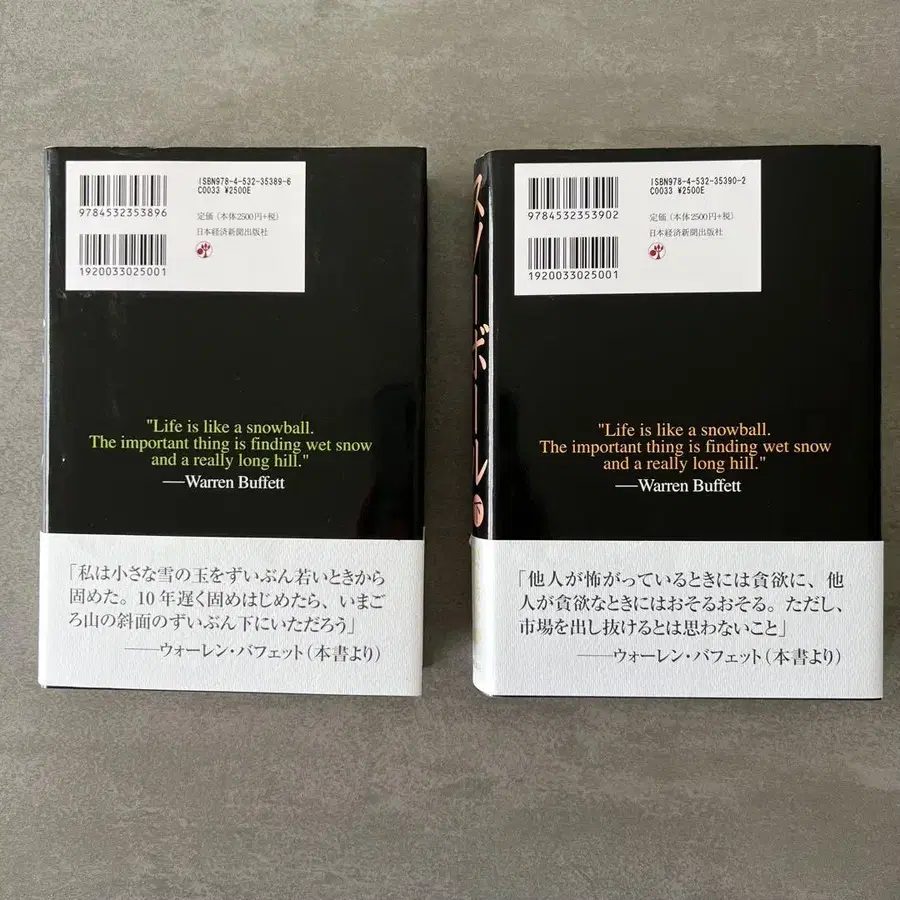 ISBN978-4-532-35389-6
C0033 ¥2500E
9784532353896
定価(本体2500円+税)
日本経済新聞出版社
1920033025001
"Life is like a snowball.
The important thing is finding wet snow
and a really long hill."
—Warren Buffett
「私は小さな雪の玉をずいぶん若いときから
固めた。10年遅く固めはじめたら、いまご
ろ山の斜面のずいぶん下にいただろう」
——ウォーレン・バフェット(本書より)
スノーボール 下
ISBN978-4-532-35390-2
C0033 ¥2500E
9784532353902
定価(本体2500円+税)
日本経済新聞出版社
1920033025001
"Life is like a snowball.
The important thing is finding wet snow
and a really long hill."
—Warren Buffett
「他人が怖がっているときには貪欲に、他
人が貪欲なときにはおそるおそる。ただし、
市場を出し抜けるとは思わないこと」
——ウォーレン・バフェット(本書より)